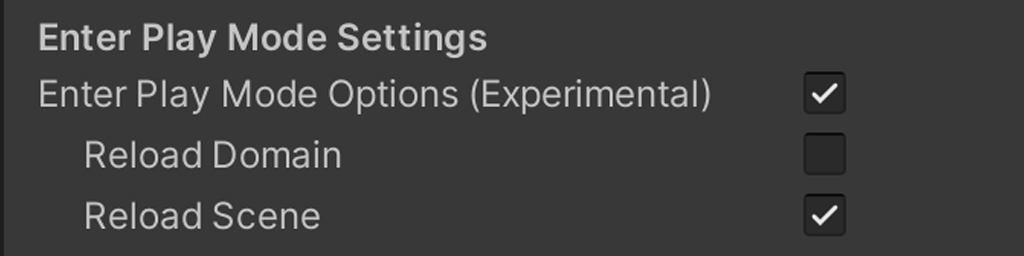 Enter Play Mode Settings
Enter Play Mode Options (Experimental)
Reload Domain
Reload Scene